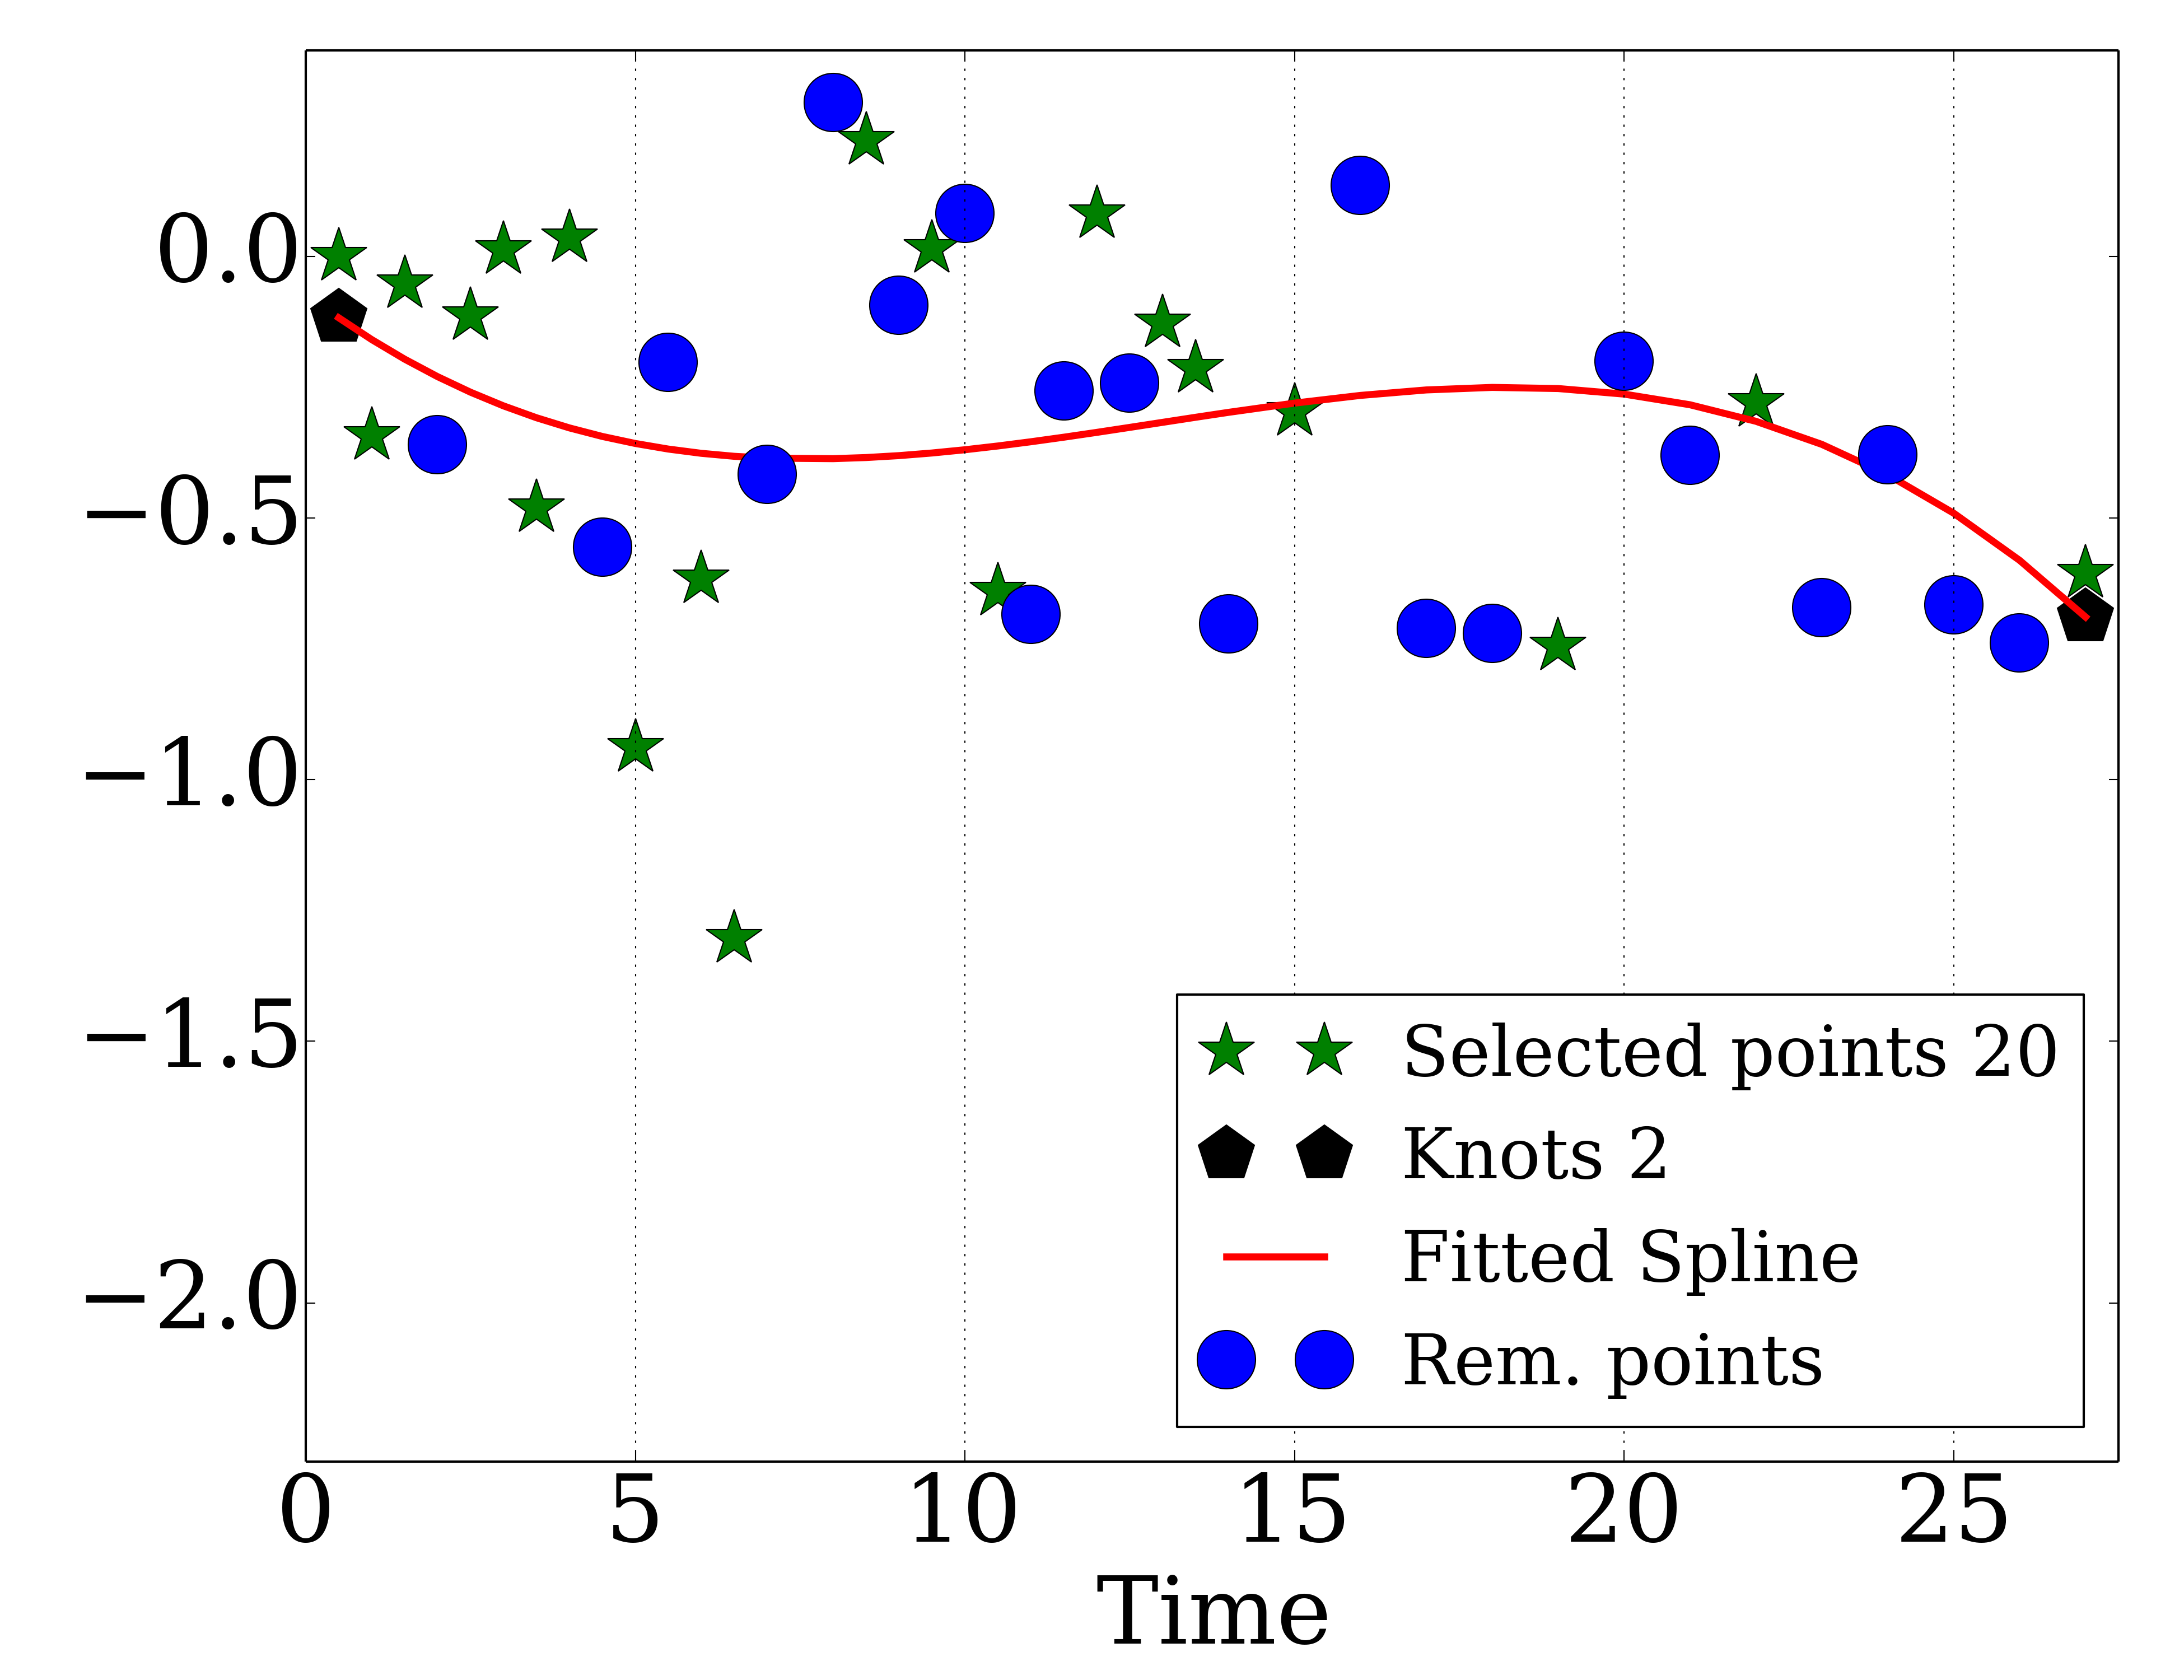 0.0
−0.5
−1.0
−1.5
−2.0
Selected points 20
Knots 2
Fitted Spline
Rem. points
0 5 10 15 20 25
Time